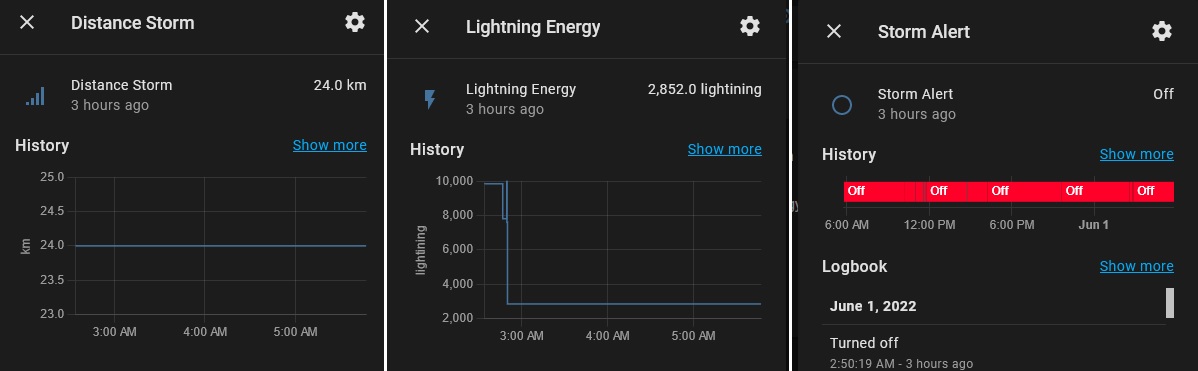 Distance Storm
Distance Storm
24.0 km
3 hours ago
History
Show more
25.0
24.5
24.0
23.5
23.0
km
3:00 AM
4:00 AM
5:00 AM
Lightning Energy
Lightning Energy
2,852.0 lightining
3 hours ago
History
Show more
10,000
8,000
6,000
4,000
2,000
lightining
3:00 AM
4:00 AM
5:00 AM
Storm Alert
Storm Alert
Off
3 hours ago
History
Show more
Off
Off
Off
Off
Off
6:00 AM
12:00 PM
6:00 PM
Jun 1
Logbook
Show more
June 1, 2022
Turned off
2:50:19 AM - 3 hours ago